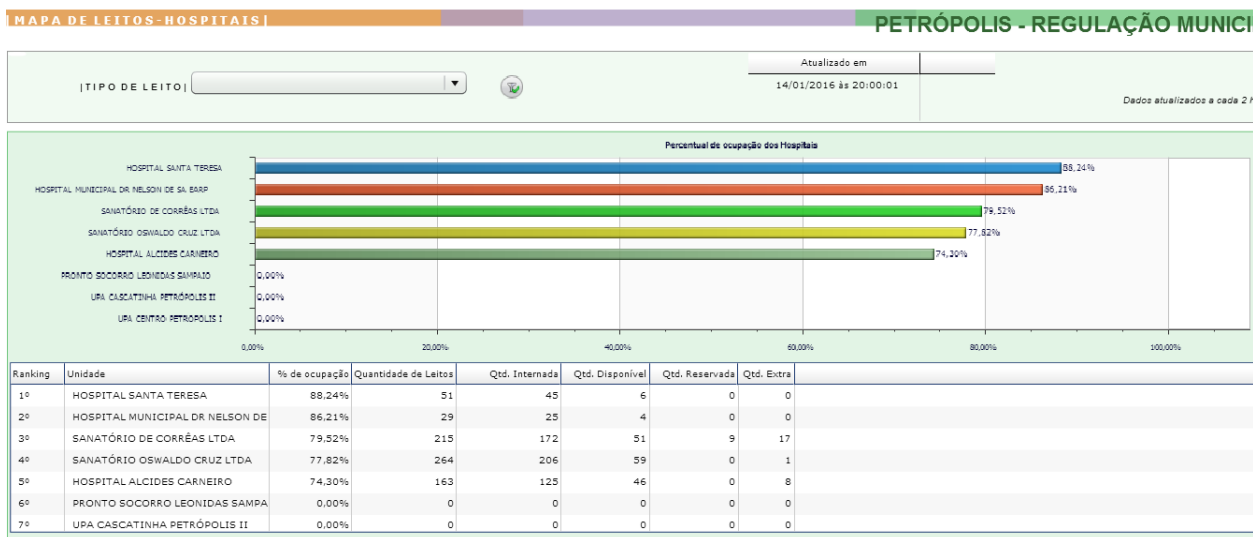 |MAPA DE LEITOS-HOSPITAIS|
PETRÓPOLIS - REGULAÇÃO MUNICI
|TIPO DE LEITO|
Atualizado em
14/01/2016 às 20:00:01
Dados atualizados a cada 2 h
Percentual de ocupação dos Hospitais
HOSPITAL SANTA TERESA 88,24%
HOSPITAL MUNICIPAL DR NELSON DE SA EARP 86,21%
SANATÓRIO DE CORRÊAS LTDA 79,52%
SANATÓRIO OSWALDO CRUZ LTDA 77,82%
HOSPITAL ALCIDES CARNEIRO 74,30%
PRONTO SOCORRO LEONIDAS SAMPAIO 0,00%
UPA CASCATINHA PETRÓPOLIS II 0,00%
UPA CENTRO PETROPOLIS I 0,00%
0,00% 20,00% 40,00% 60,00% 80,00% 100,00%
Ranking Unidade % de ocupação Quantidade de Leitos Qtd. Internada Qtd. Disponível Qtd. Reservada Qtd. Extra
1º HOSPITAL SANTA TERESA 88,24% 51 45 6 0 0
2º HOSPITAL MUNICIPAL DR NELSON DE 86,21% 29 25 4 0 0
3º SANATÓRIO DE CORRÊAS LTDA 79,52% 215 172 51 9 17
4º SANATÓRIO OSWALDO CRUZ LTDA 77,82% 264 206 59 0 1
5º HOSPITAL ALCIDES CARNEIRO 74,30% 163 125 46 0 8
6º PRONTO SOCORRO LEONIDAS SAMPA 0,00% 0 0 0 0 0
7º UPA CASCATINHA PETRÓPOLIS II 0,00% 0 0 0 0 0